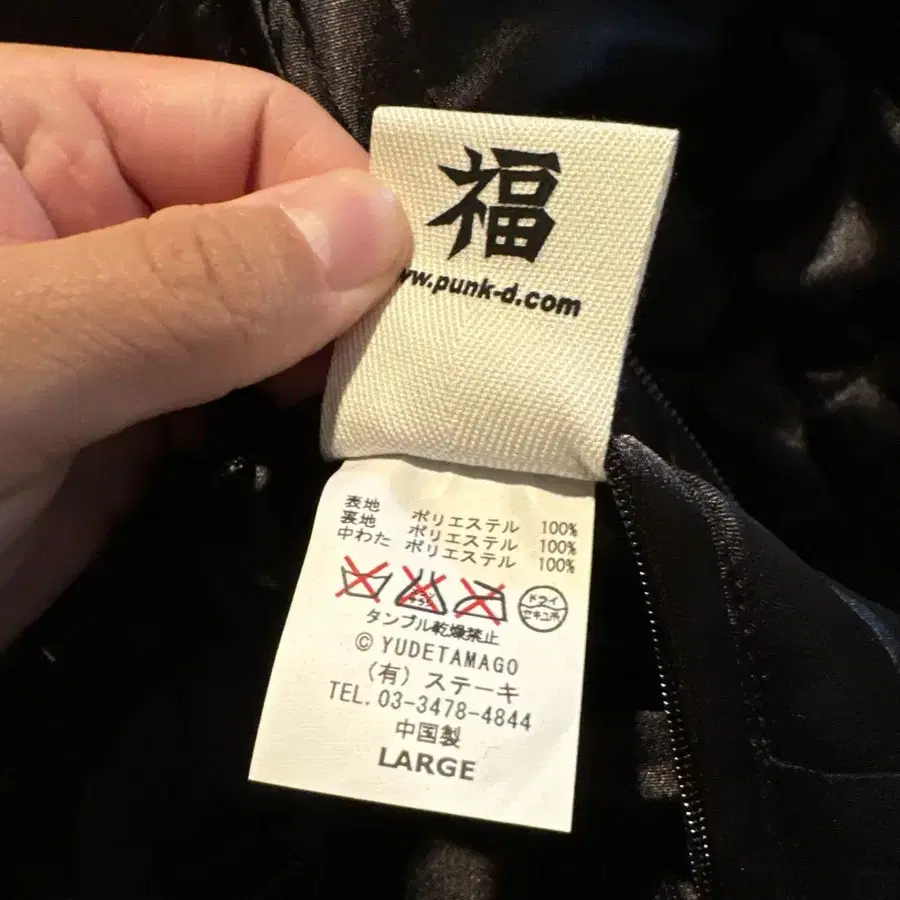 福
ww.punk-d.com
表地 ポリエステル 100%
裏地 ポリエステル 100%
中わた ポリエステル 100%
ドライ
セキユ系
タンブル乾燥禁止
© YUDETAMAGO
(有) ステーキ
TEL. 03-3478-4844
中国製
LARGE